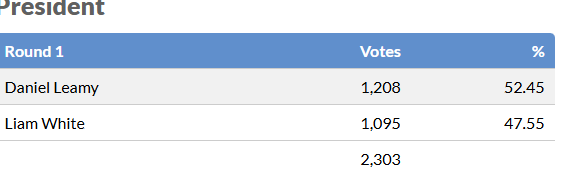 President
Round 1 Votes %
Daniel Leamy 1,208 52.45
Liam White 1,095 47.55
2,303